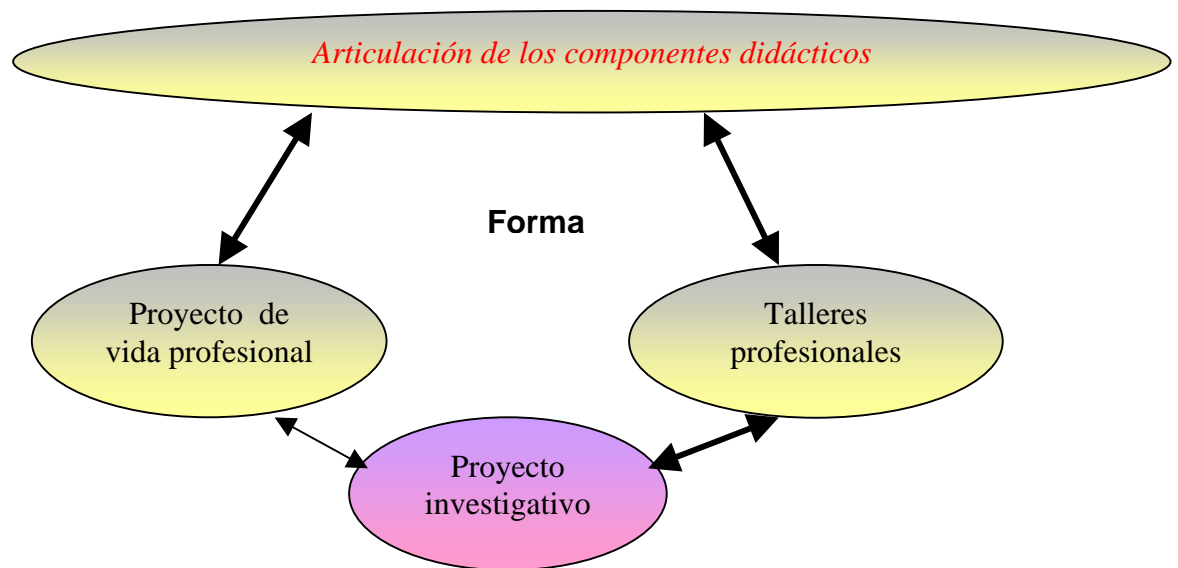 Articulación de los componentes didácticos
Forma
Proyecto de
vida profesional
Talleres
profesionales
Proyecto
investigativo